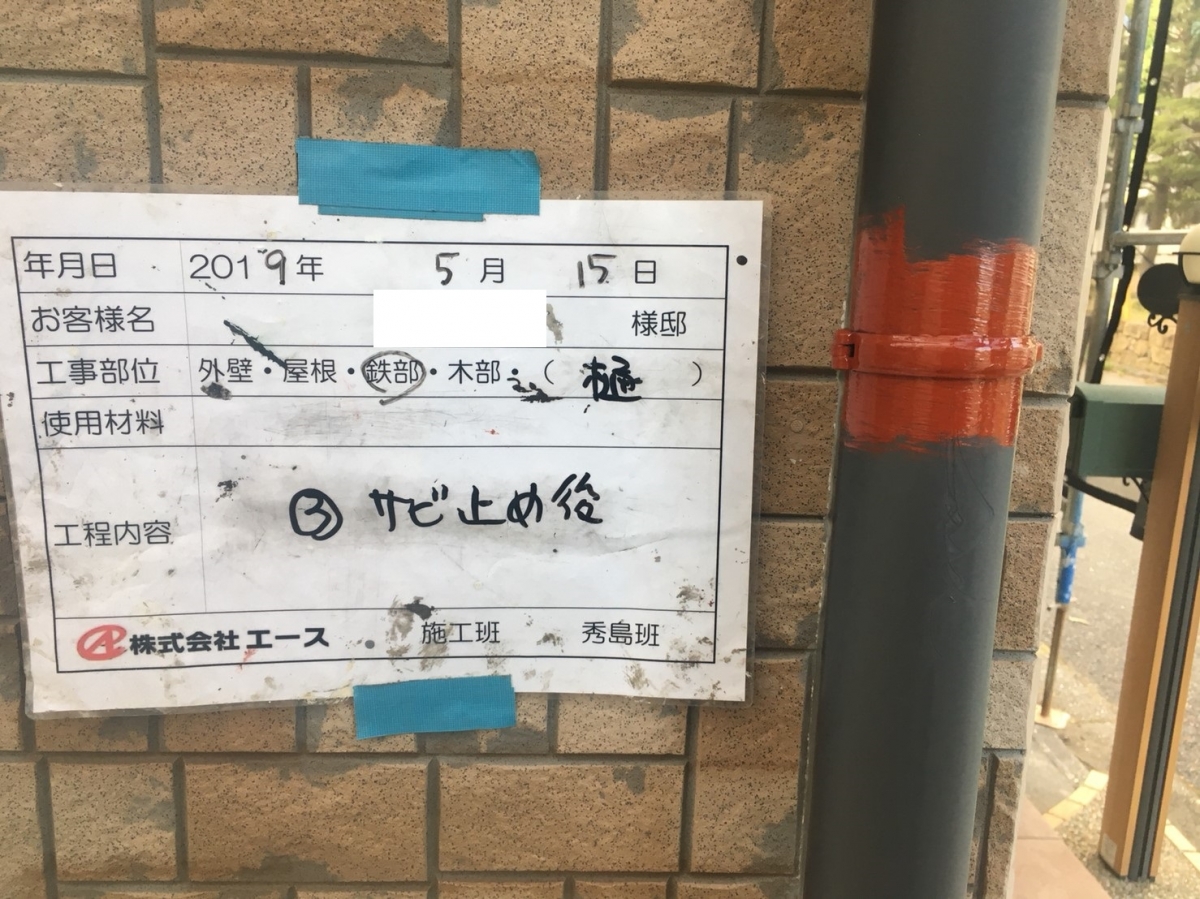 年月日 2019年 5月 15日
お客様名 様邸
工事部位 外壁・屋根・鉄部・木部・( 樋 )
使用材料
工程内容 ③ サビ止め後
株式会社エース 施工班 秀島班